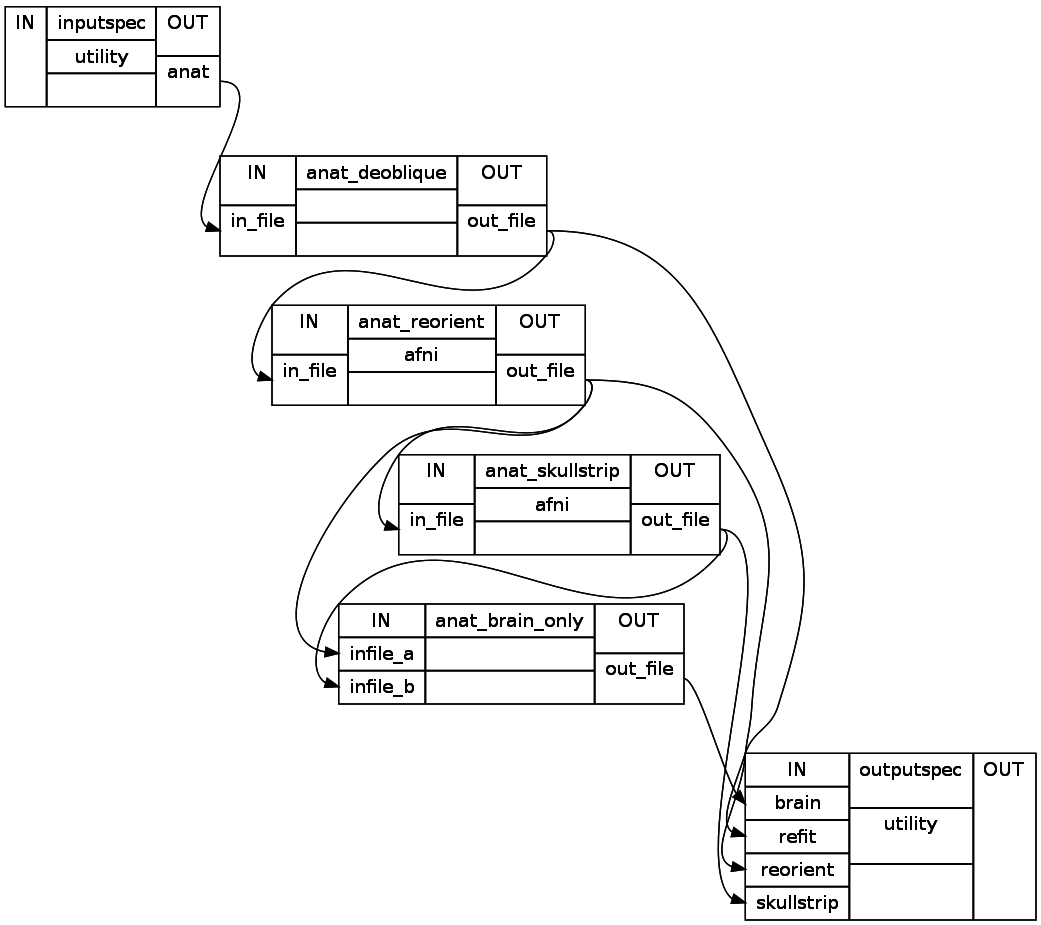 IN inputspec OUT
utility
anat
IN anat_deoblique OUT
in_file out_file
IN anat_reorient OUT
afni
in_file out_file
IN anat_skullstrip OUT
afni
in_file out_file
IN anat_brain_only OUT
infile_a
out_file
infile_b
IN outputspec OUT
brain
utility
refit
reorient
skullstrip